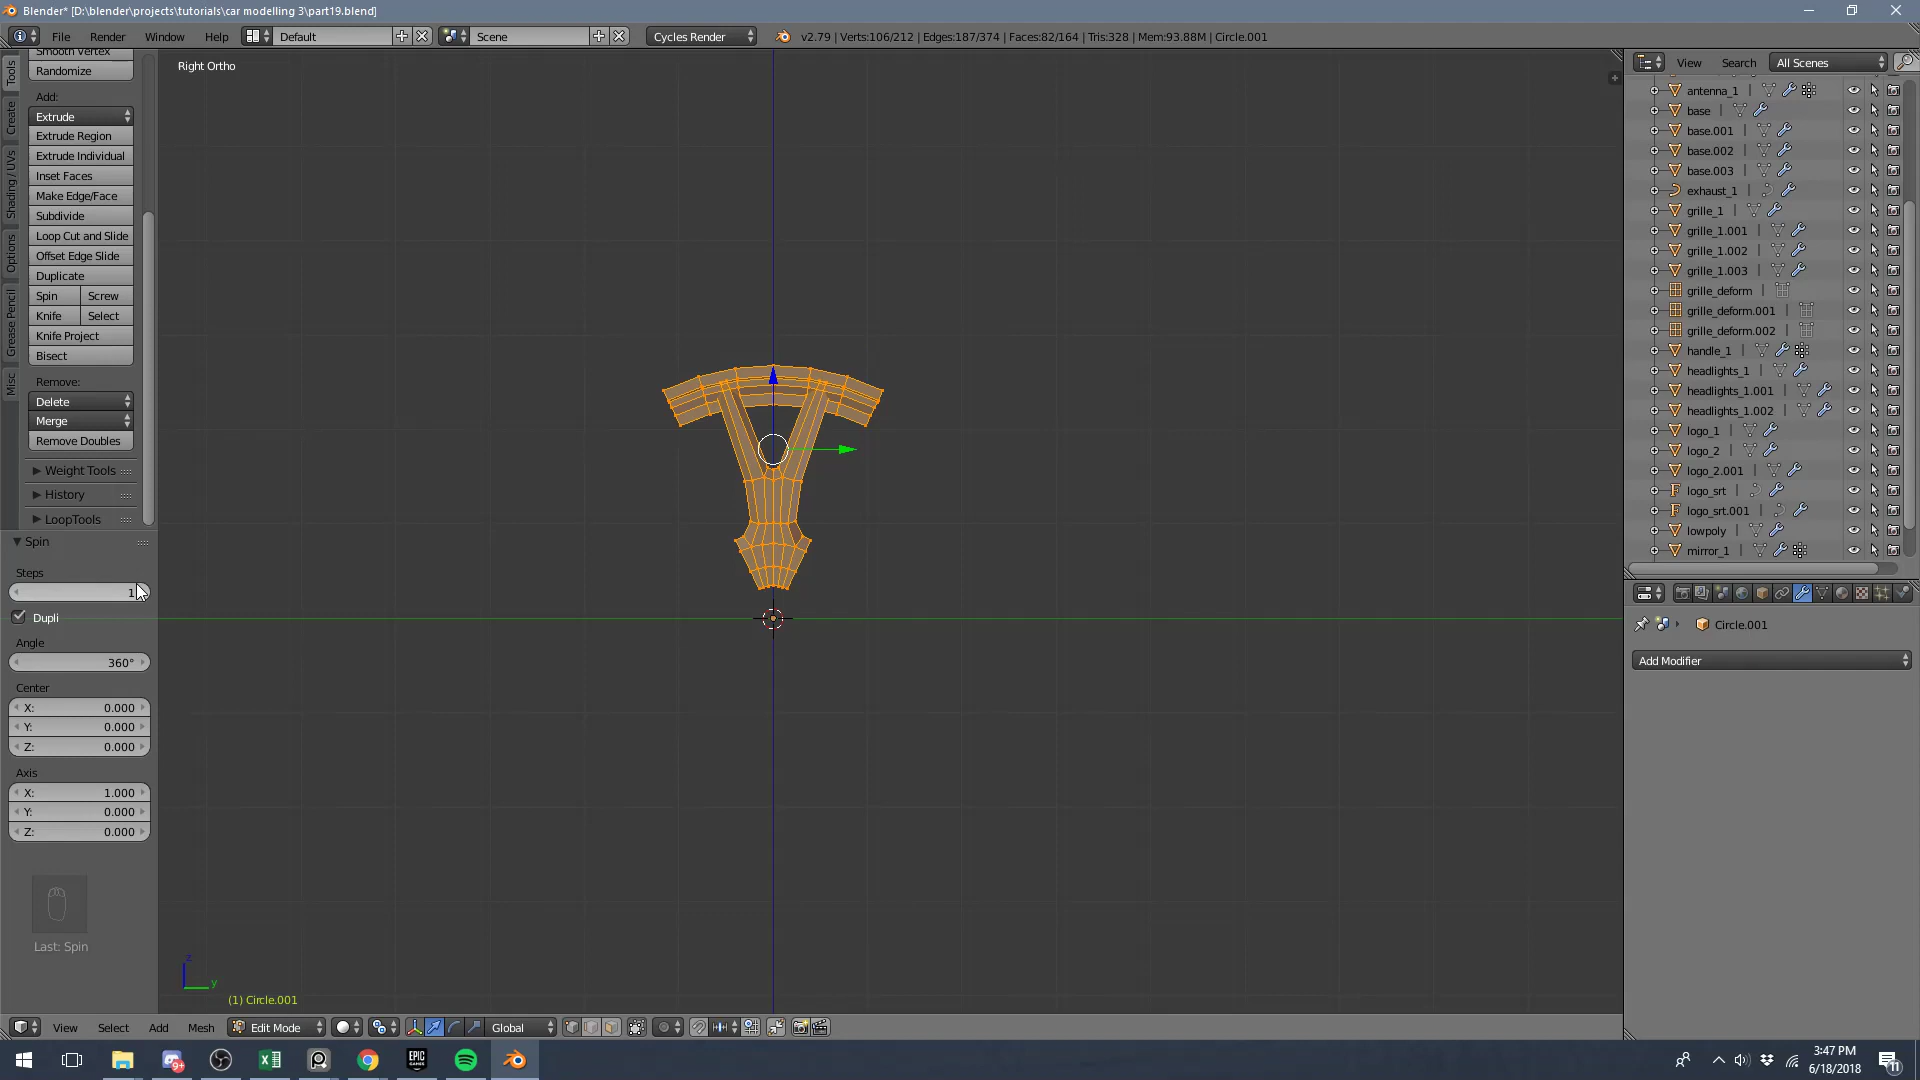 Blender* [D:\blender\projects\tutorials\car modelling 3\part19.blend]
File Render Window Help Default Scene Cycles Render v2.79 | Verts:106/212 | Edges:187/374 | Faces:82/164 | Tris:328 | Mem:93.88M | Circle.001
Tools
Create
Shading / UVs
Options
Grease Pencil
Misc
Smooth Vertex
Randomize
Add:
Extrude
Extrude Region
Extrude Individual
Inset Faces
Make Edge/Face
Subdivide
Loop Cut and Slide
Offset Edge Slide
Duplicate
Spin Screw
Knife Select
Knife Project
Bisect
Remove:
Delete
Merge
Remove Doubles
Weight Tools
History
LoopTools
Spin
Steps
1
Dupli
Angle
360°
Center
X: 0.000
Y: 0.000
Z: 0.000
Axis
X: 1.000
Y: 0.000
Z: 0.000
Last: Spin
Right Ortho
z
y
(1) Circle.001
View Select Add Mesh Edit Mode Global
View Search All Scenes
antenna_1
base
base.001
base.002
base.003
exhaust_1
grille_1
grille_1.001
grille_1.002
grille_1.003
grille_deform
grille_deform.001
grille_deform.002
handle_1
headlights_1
headlights_1.001
headlights_1.002
logo_1
logo_2
logo_2.001
logo_srt
logo_srt.001
lowpoly
mirror_1
Circle.001
Add Modifier
9+
EPIC
GAMES
3:47 PM
6/18/2018
11